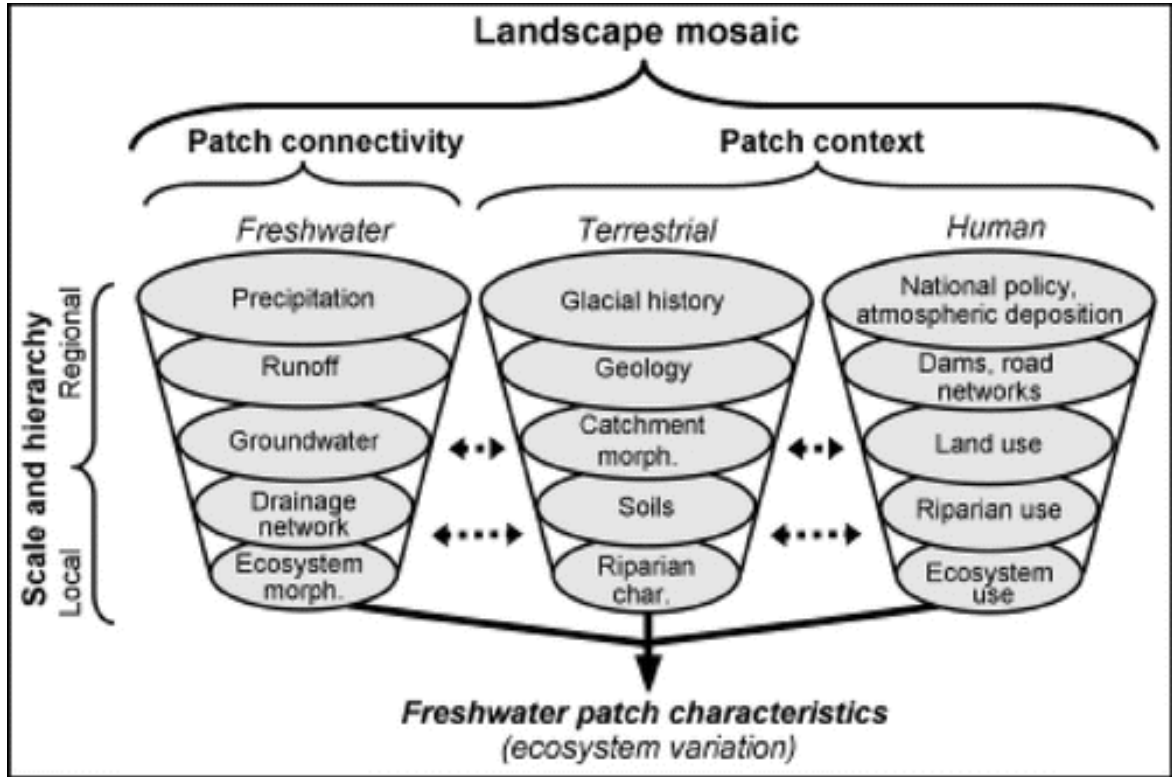 Landscape mosaic
Patch connectivity
Patch context
Freshwater
Terrestrial
Human
Scale and hierarchy
Regional
Local
Precipitation
Runoff
Groundwater
Drainage
network
Ecosystem
morph.
Glacial history
Geology
Catchment
morph.
Soils
Riparian
char.
National policy,
atmospheric deposition
Dams, road
networks
Land use
Riparian use
Ecosystem
use
Freshwater patch characteristics
(ecosystem variation)